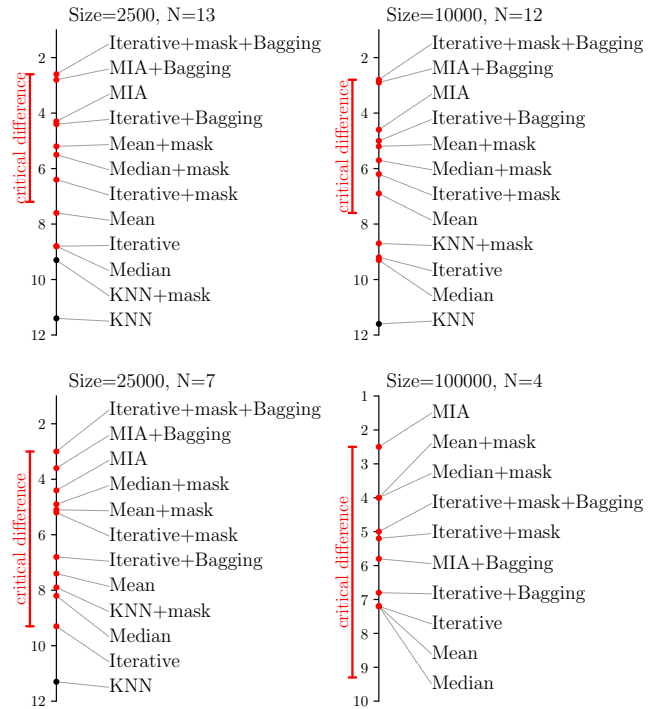 Size=2500, N=13
critical difference
2
4
6
8
10
12
Iterative+mask+Bagging
MIA+Bagging
MIA
Iterative+Bagging
Mean+mask
Median+mask
Iterative+mask
Mean
Iterative
Median
KNN+mask
KNN
Size=10000, N=12
critical difference
2
4
6
8
10
12
Iterative+mask+Bagging
MIA+Bagging
MIA
Iterative+Bagging
Mean+mask
Median+mask
Iterative+mask
Mean
KNN+mask
Iterative
Median
KNN
Size=25000, N=7
critical difference
2
4
6
8
10
12
Iterative+mask+Bagging
MIA+Bagging
MIA
Median+mask
Mean+mask
Iterative+mask
Iterative+Bagging
Mean
KNN+mask
Median
Iterative
KNN
Size=100000, N=4
critical difference
1
2
3
4
5
6
7
8
9
10
MIA
Mean+mask
Median+mask
Iterative+mask+Bagging
Iterative+mask
MIA+Bagging
Iterative+Bagging
Iterative
Mean
Median